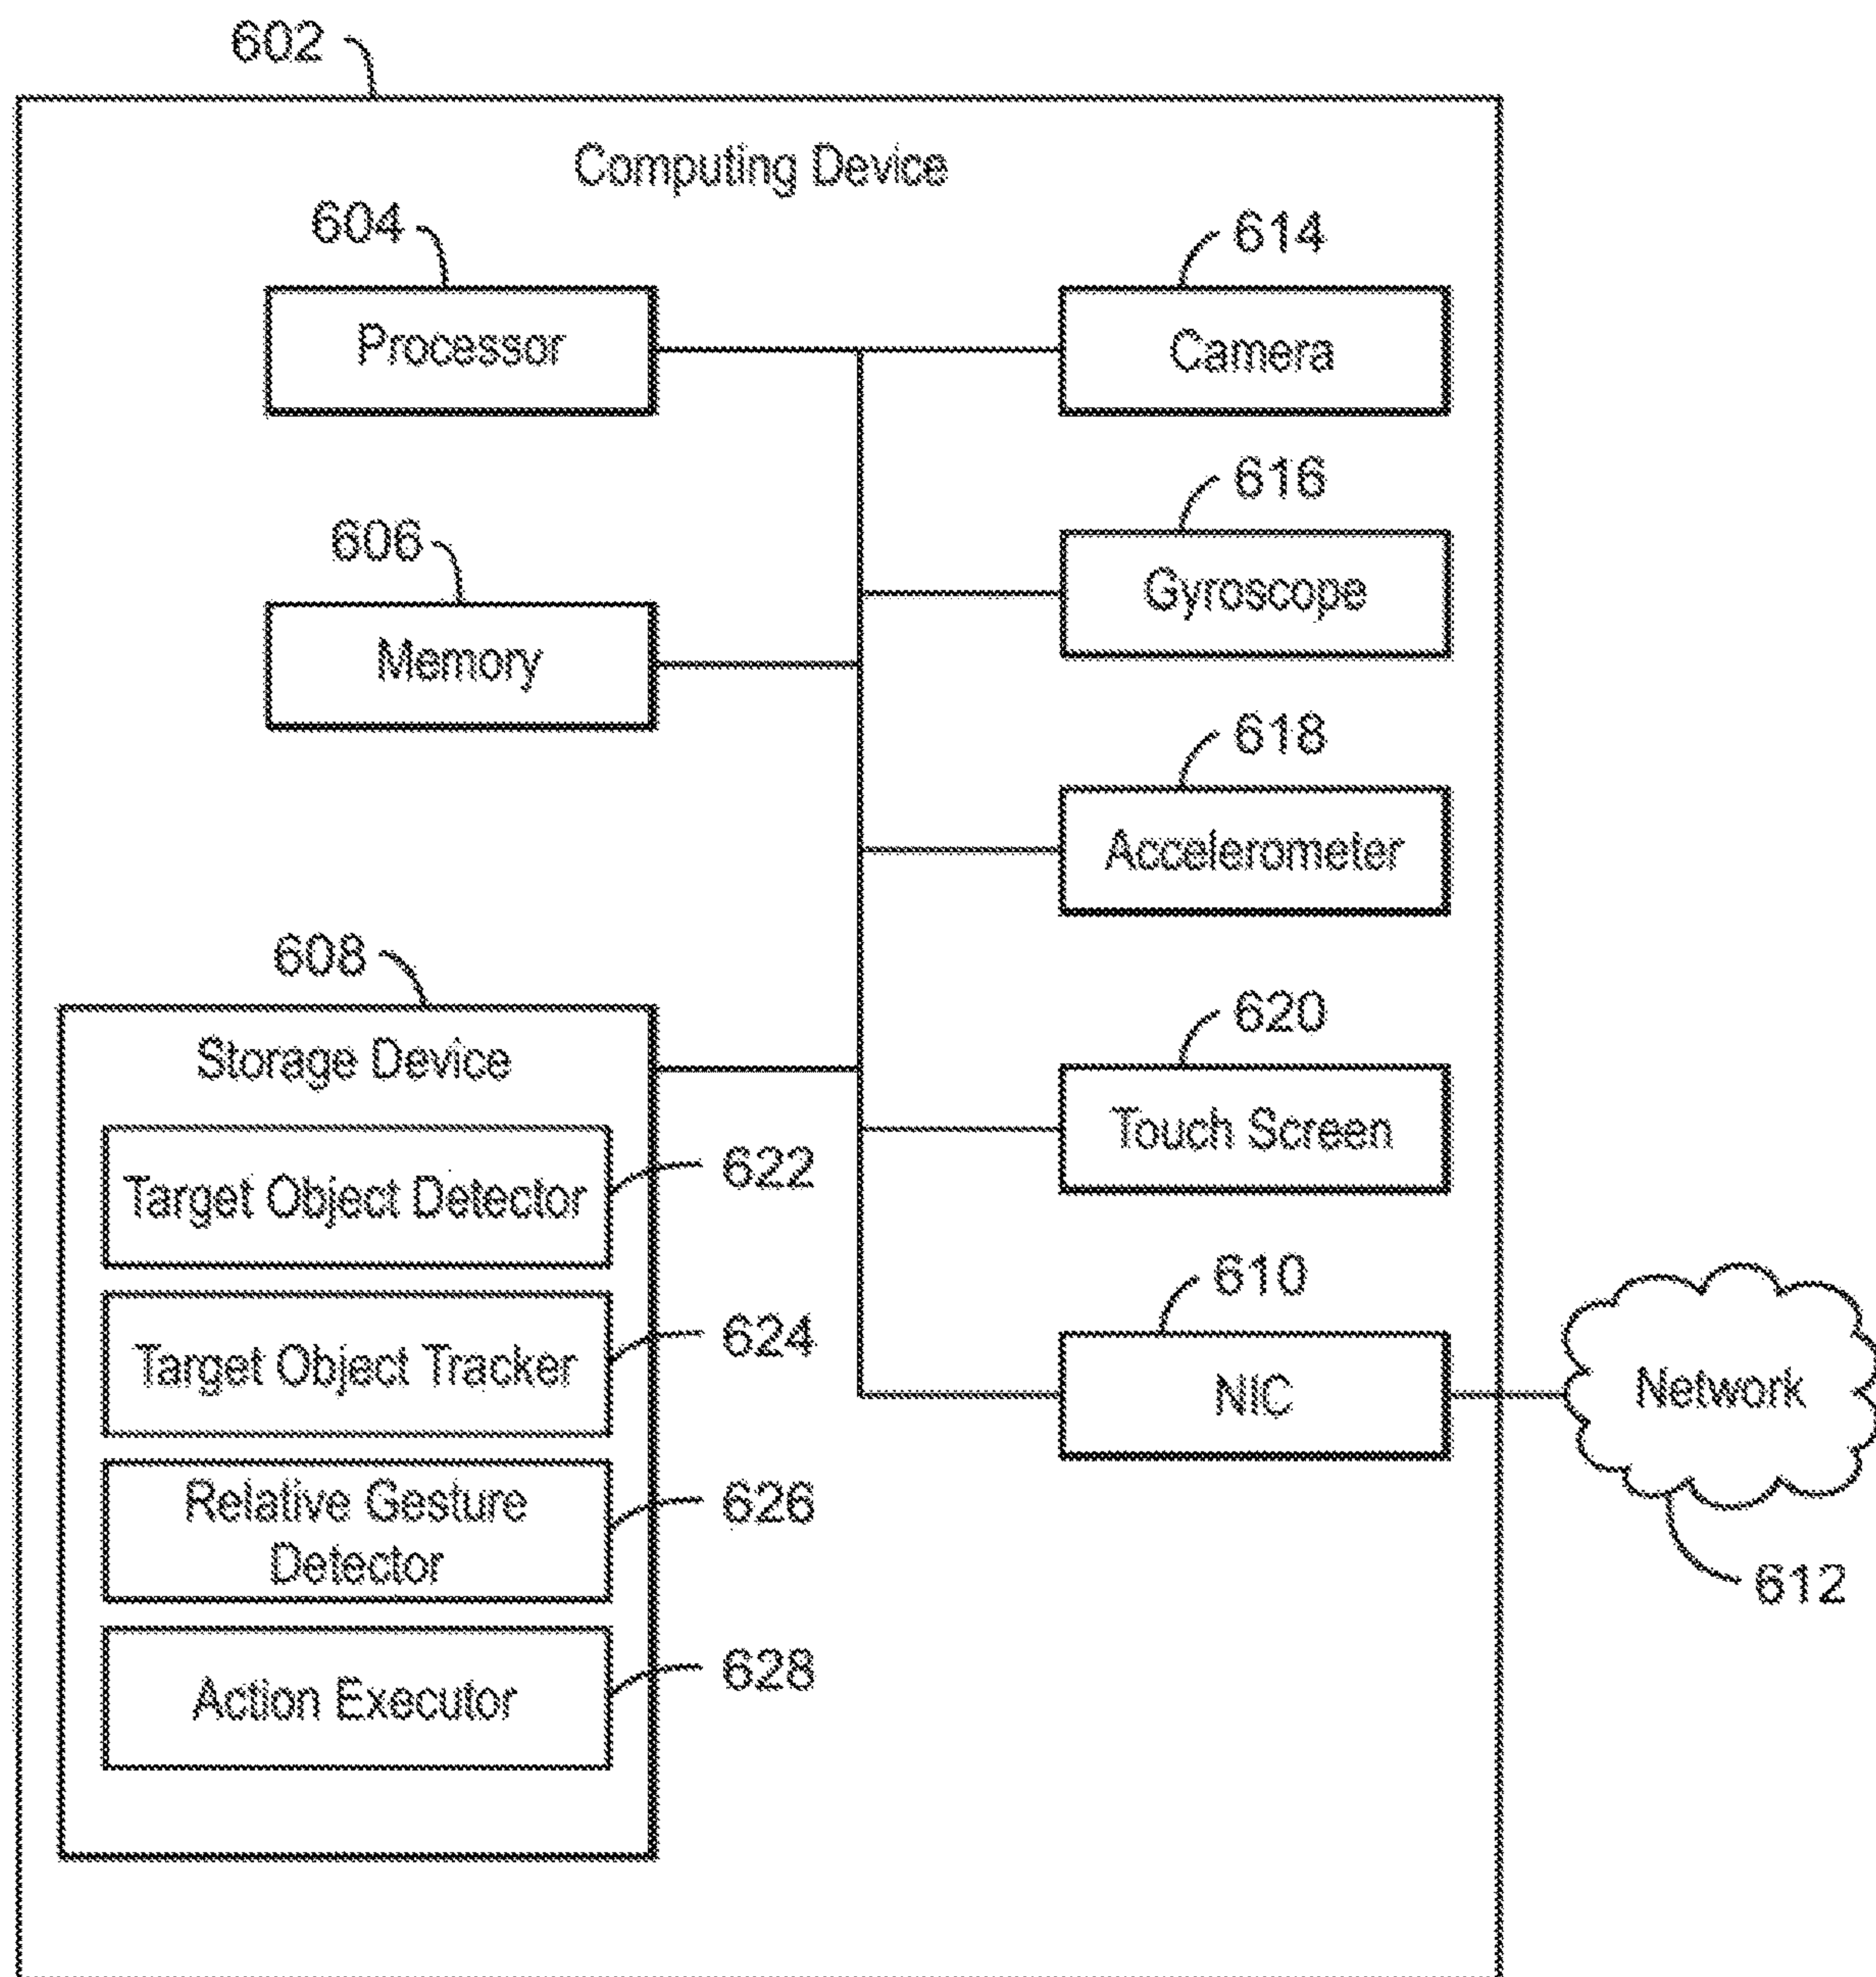 602
Computing Device
604
Processor
614
Camera
616
Gyroscope
606
Memory
618
Accelerometer
608
Storage Device
620
Touch Screen
Target Object Detector
622
Target Object Tracker
624
610
NIC
Network
612
Relative Gesture
Detector
626
Action Executor
628